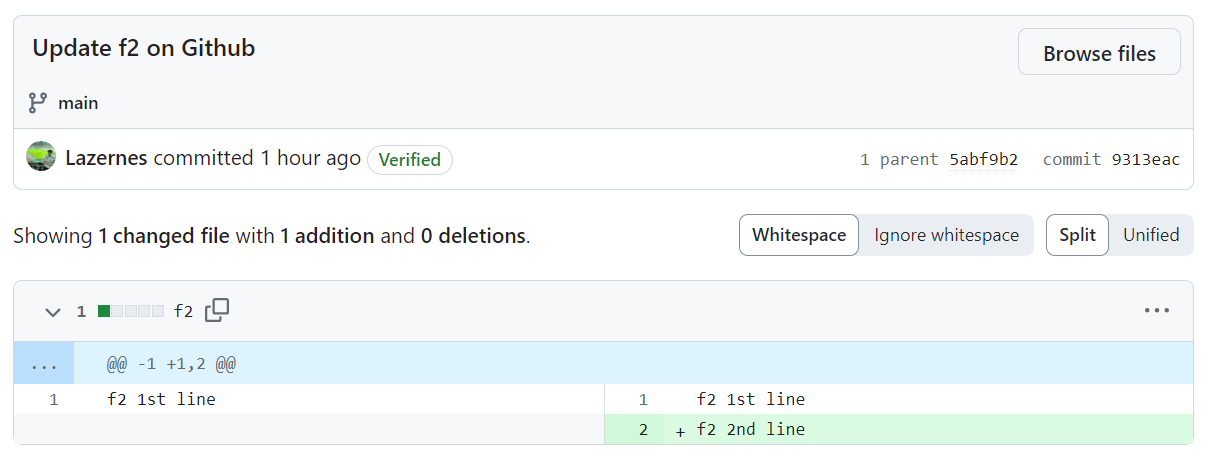 Update f2 on Github
Browse files
main
Lazernes committed 1 hour ago Verified
1 parent 5abf9b2 commit 9313eac
Showing 1 changed file with 1 addition and 0 deletions.
Whitespace Ignore whitespace Split Unified
1 f2
... @@ -1 +1,2 @@
1 f2 1st line 1 f2 1st line
2 + f2 2nd line